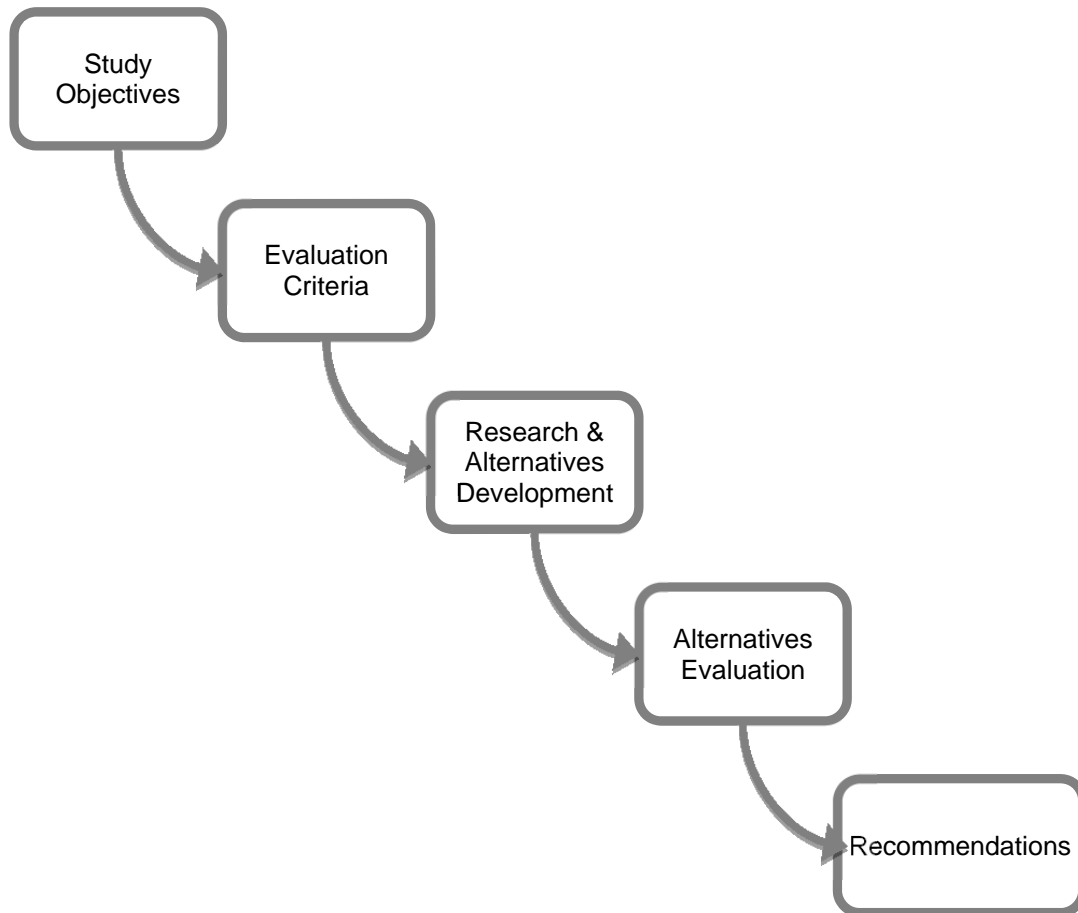 Study
Objectives
Evaluation
Criteria
Research &
Alternatives
Development
Alternatives
Evaluation
Recommendations